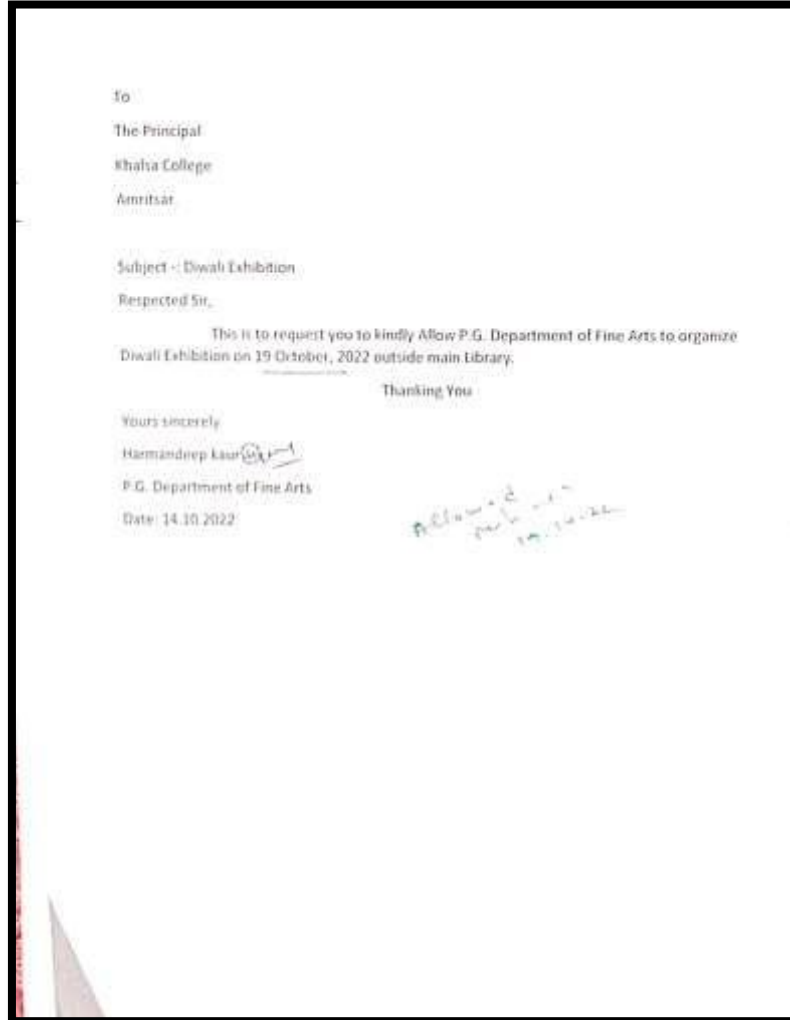 To
The Principal
Khalsa College
Amritsar
Subject -: Diwali Exhibition
Respected Sir,
This is to request you to kindly Allow P.G. Department of Fine Arts to organize
Diwali Exhibition on 19 October, 2022 outside main Library.
Thanking You
Yours sincerely
Harmandeep kaur
P.G. Department of Fine Arts
Date: 14.10.2022
Allowed